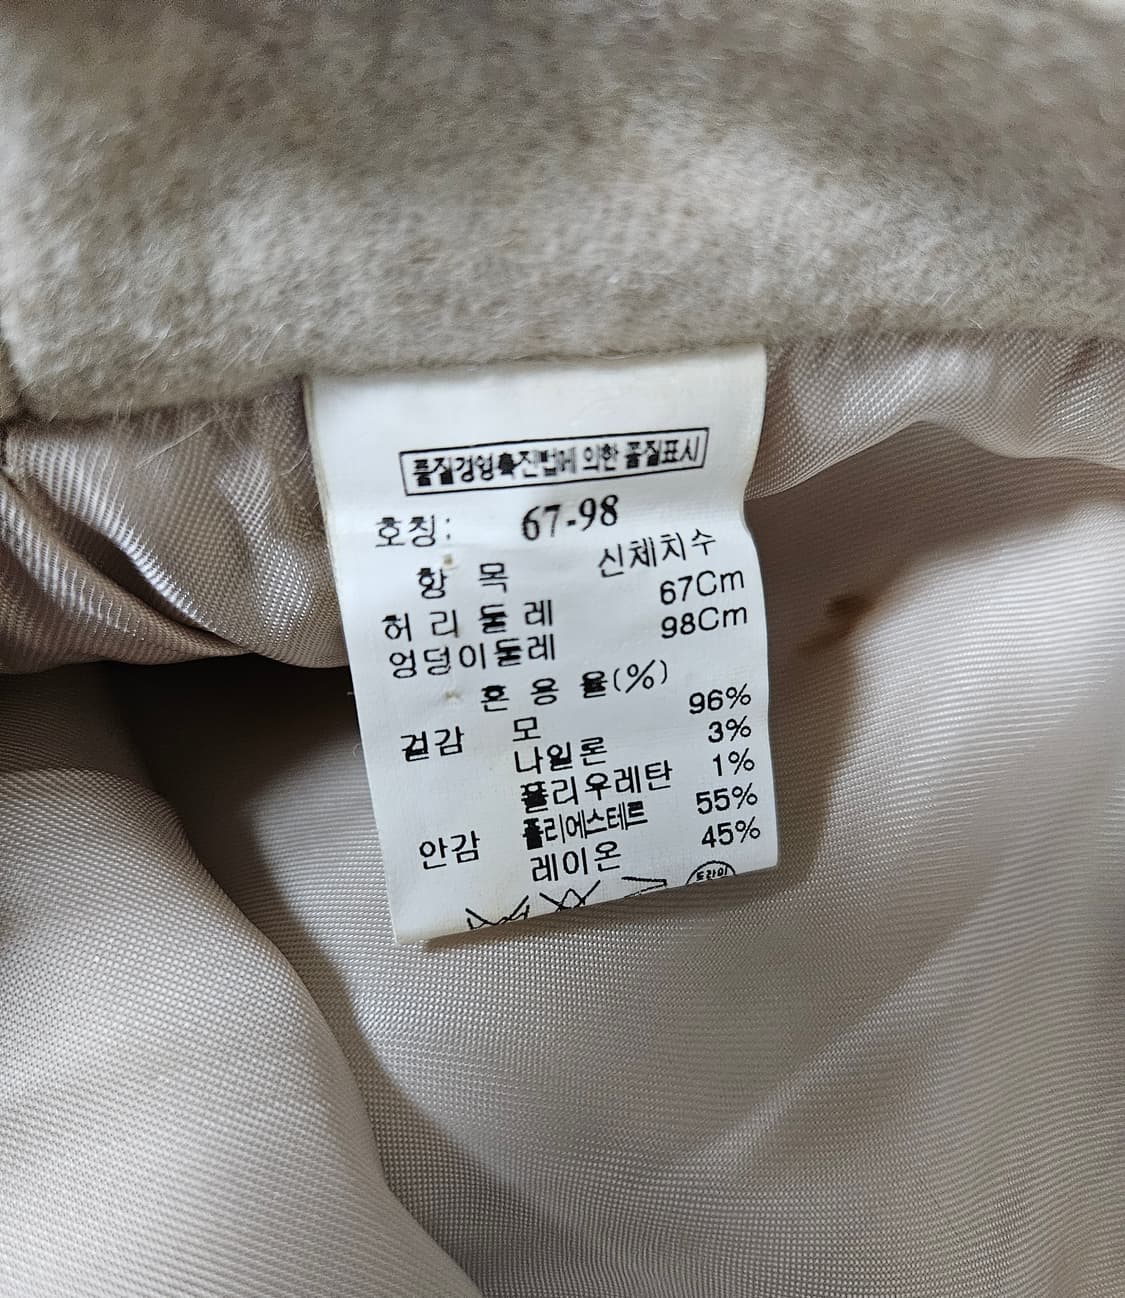 품질경영촉진법에 의한 품질표시
호칭: 67-98
항 목 신체치수
허 리 둘 레 67Cm
엉덩이둘레 98Cm
혼 용 율(%)
겉감 모 96%
나일론 3%
폴리우레탄 1%
안감 폴리에스테르 55%
레이온 45%
드라이